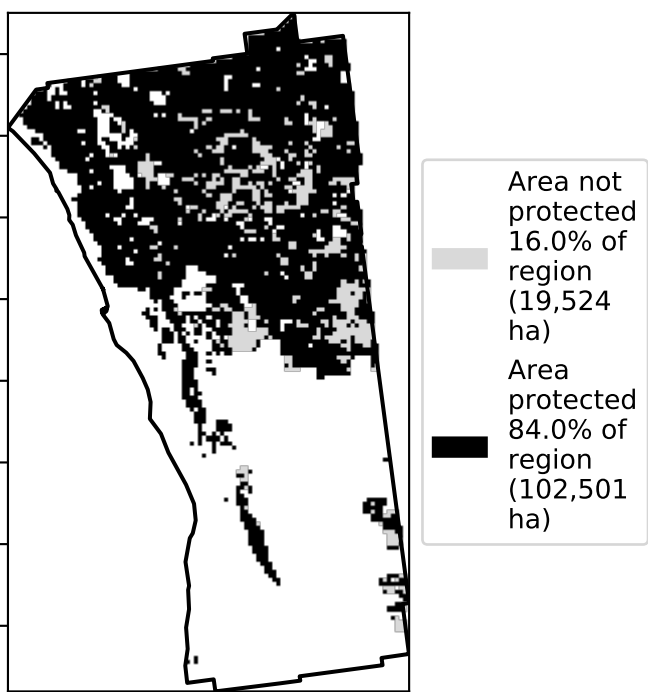 Area not
protected
16.0% of
region
(19,524
ha)
Area
protected
84.0% of
region
(102,501
ha)